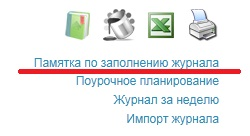 Памятка по заполнению журнала
Поурочное планирование
Журнал за неделю
Импорт журнала